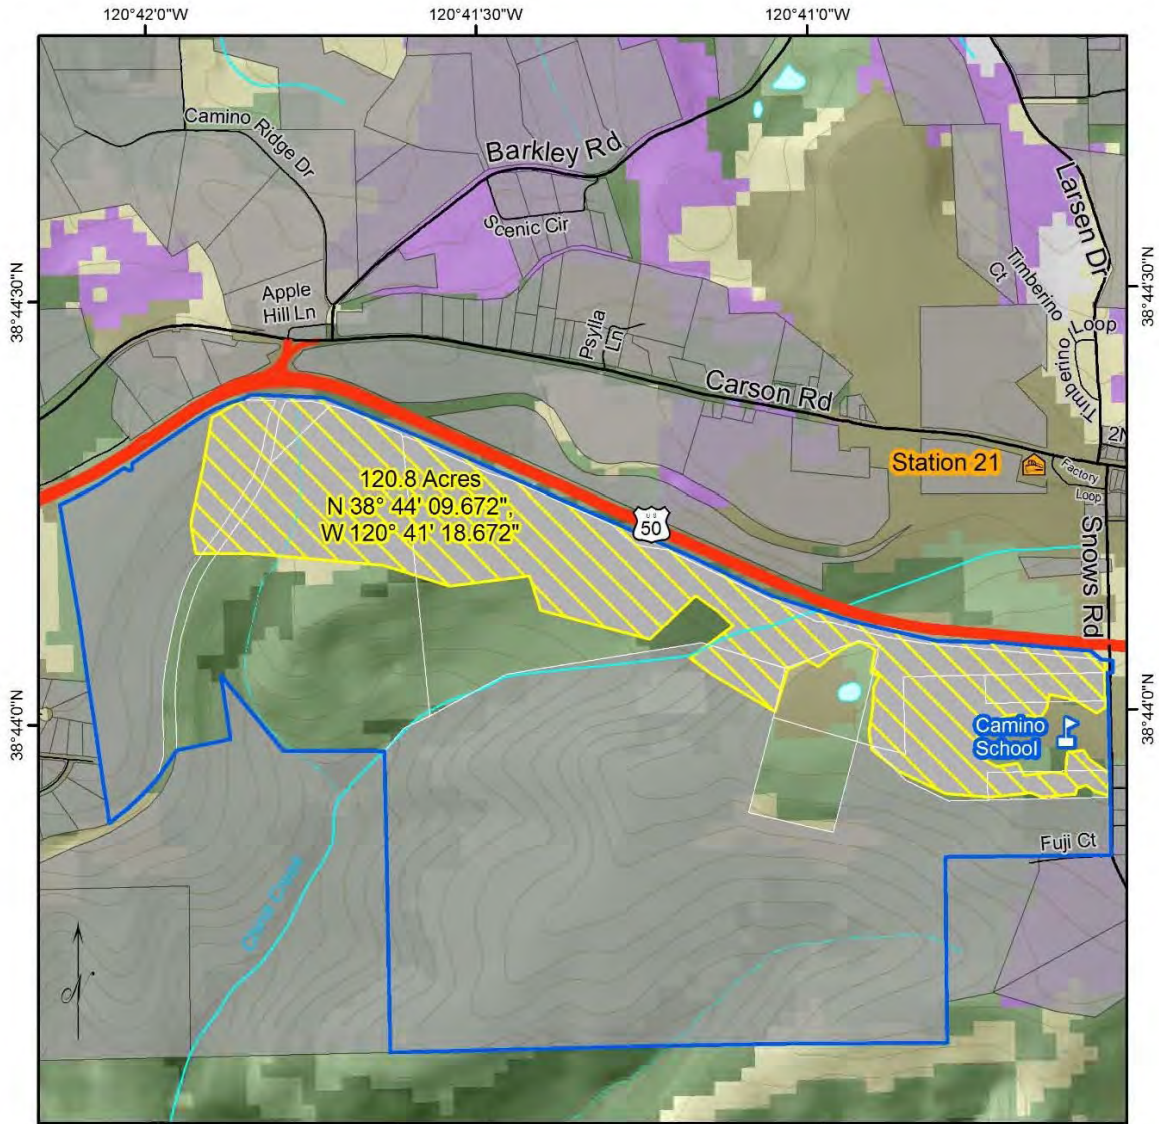 120°42'0"W
120°41'30"W
120°41'0"W
Camino Ridge Dr
Barkley Rd
Scenic Cir
Larsen Dr
38°44'30"N
38°44'30"N
Timberino
Ct
Apple
Hill Ln
Psylla
Ln
Loop
Timberino
Carson Rd
Station 21
Factory
Loop
120.8 Acres
N 38° 44' 09.672",
W 120° 41' 18.672"
U S
50
Snows Rd
38°44'0"N
38°44'0"N
Camino
School
Fuji Ct
Creek
N